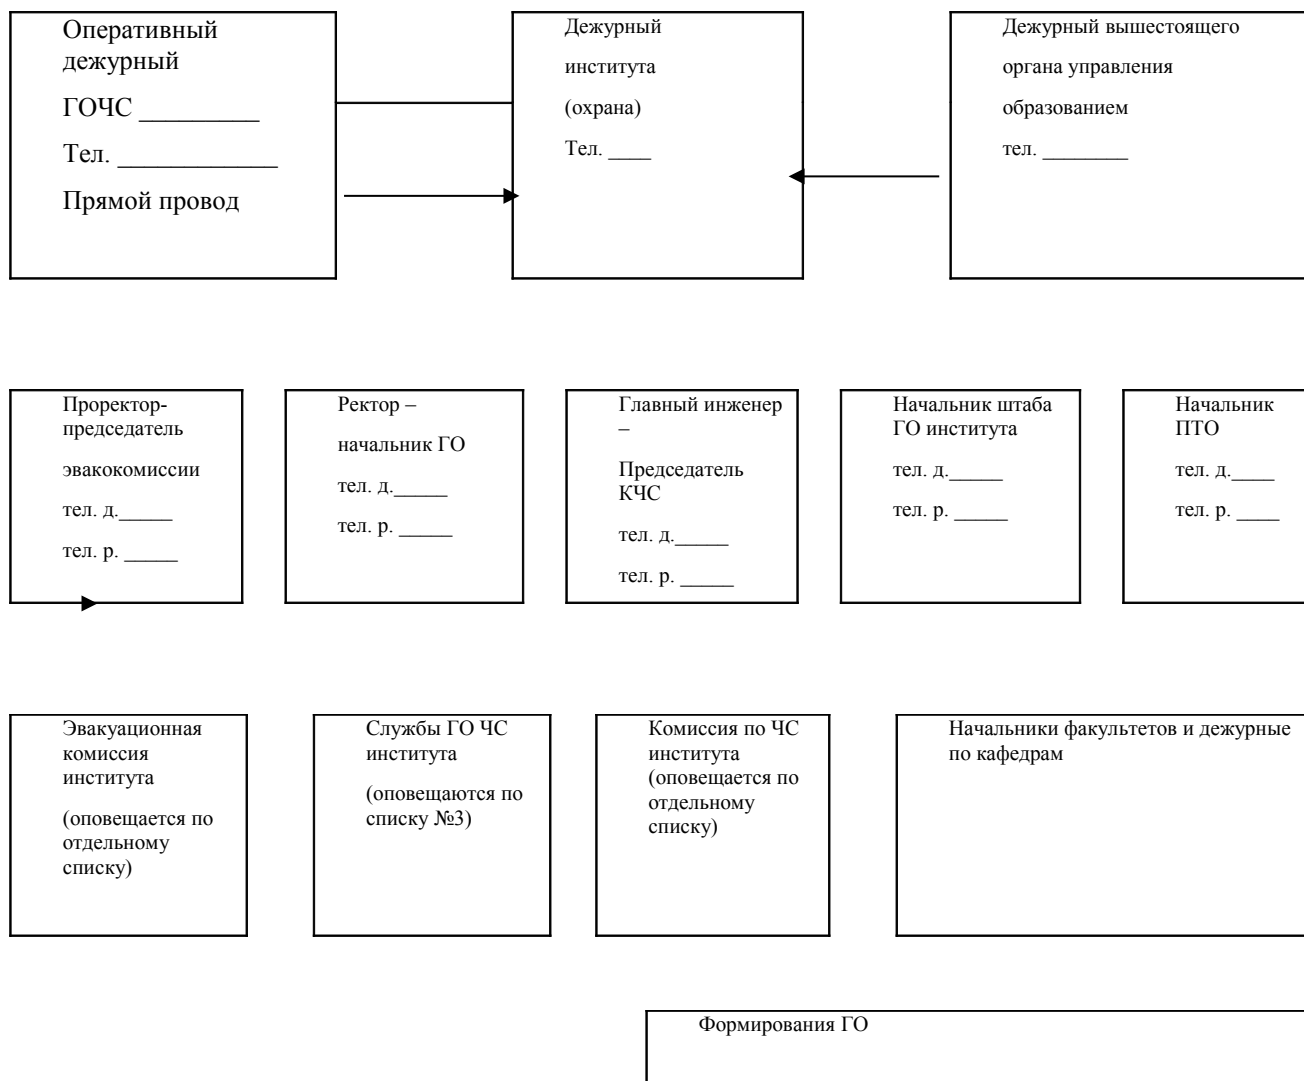 Оперативный
дежурный
ГОЧС _________
Тел. ____________
Прямой провод
Дежурный
института
(охрана)
Тел. ____
Дежурный вышестоящего
органа управления
образованием
тел. ________
Проректор-
председатель
эвакокомиссии
тел. д._____
тел. р. _____
Ректор –
начальник ГО
тел. д._____
тел. р. _____
Главный инженер
–
Председатель
КЧС
тел. д._____
тел. р. _____
Начальник штаба
ГО института
тел. д._____
тел. р. _____
Начальник
ПТО
тел. д.____
тел. р. ____
Эвакуационная
комиссия
института
(оповещается по
отдельному
списку)
Службы ГО ЧС
института
(оповещаются по
списку №3)
Комиссия по ЧС
института
(оповещается по
отдельному
списку)
Начальники факультетов и дежурные
по кафедрам
Формирования ГО